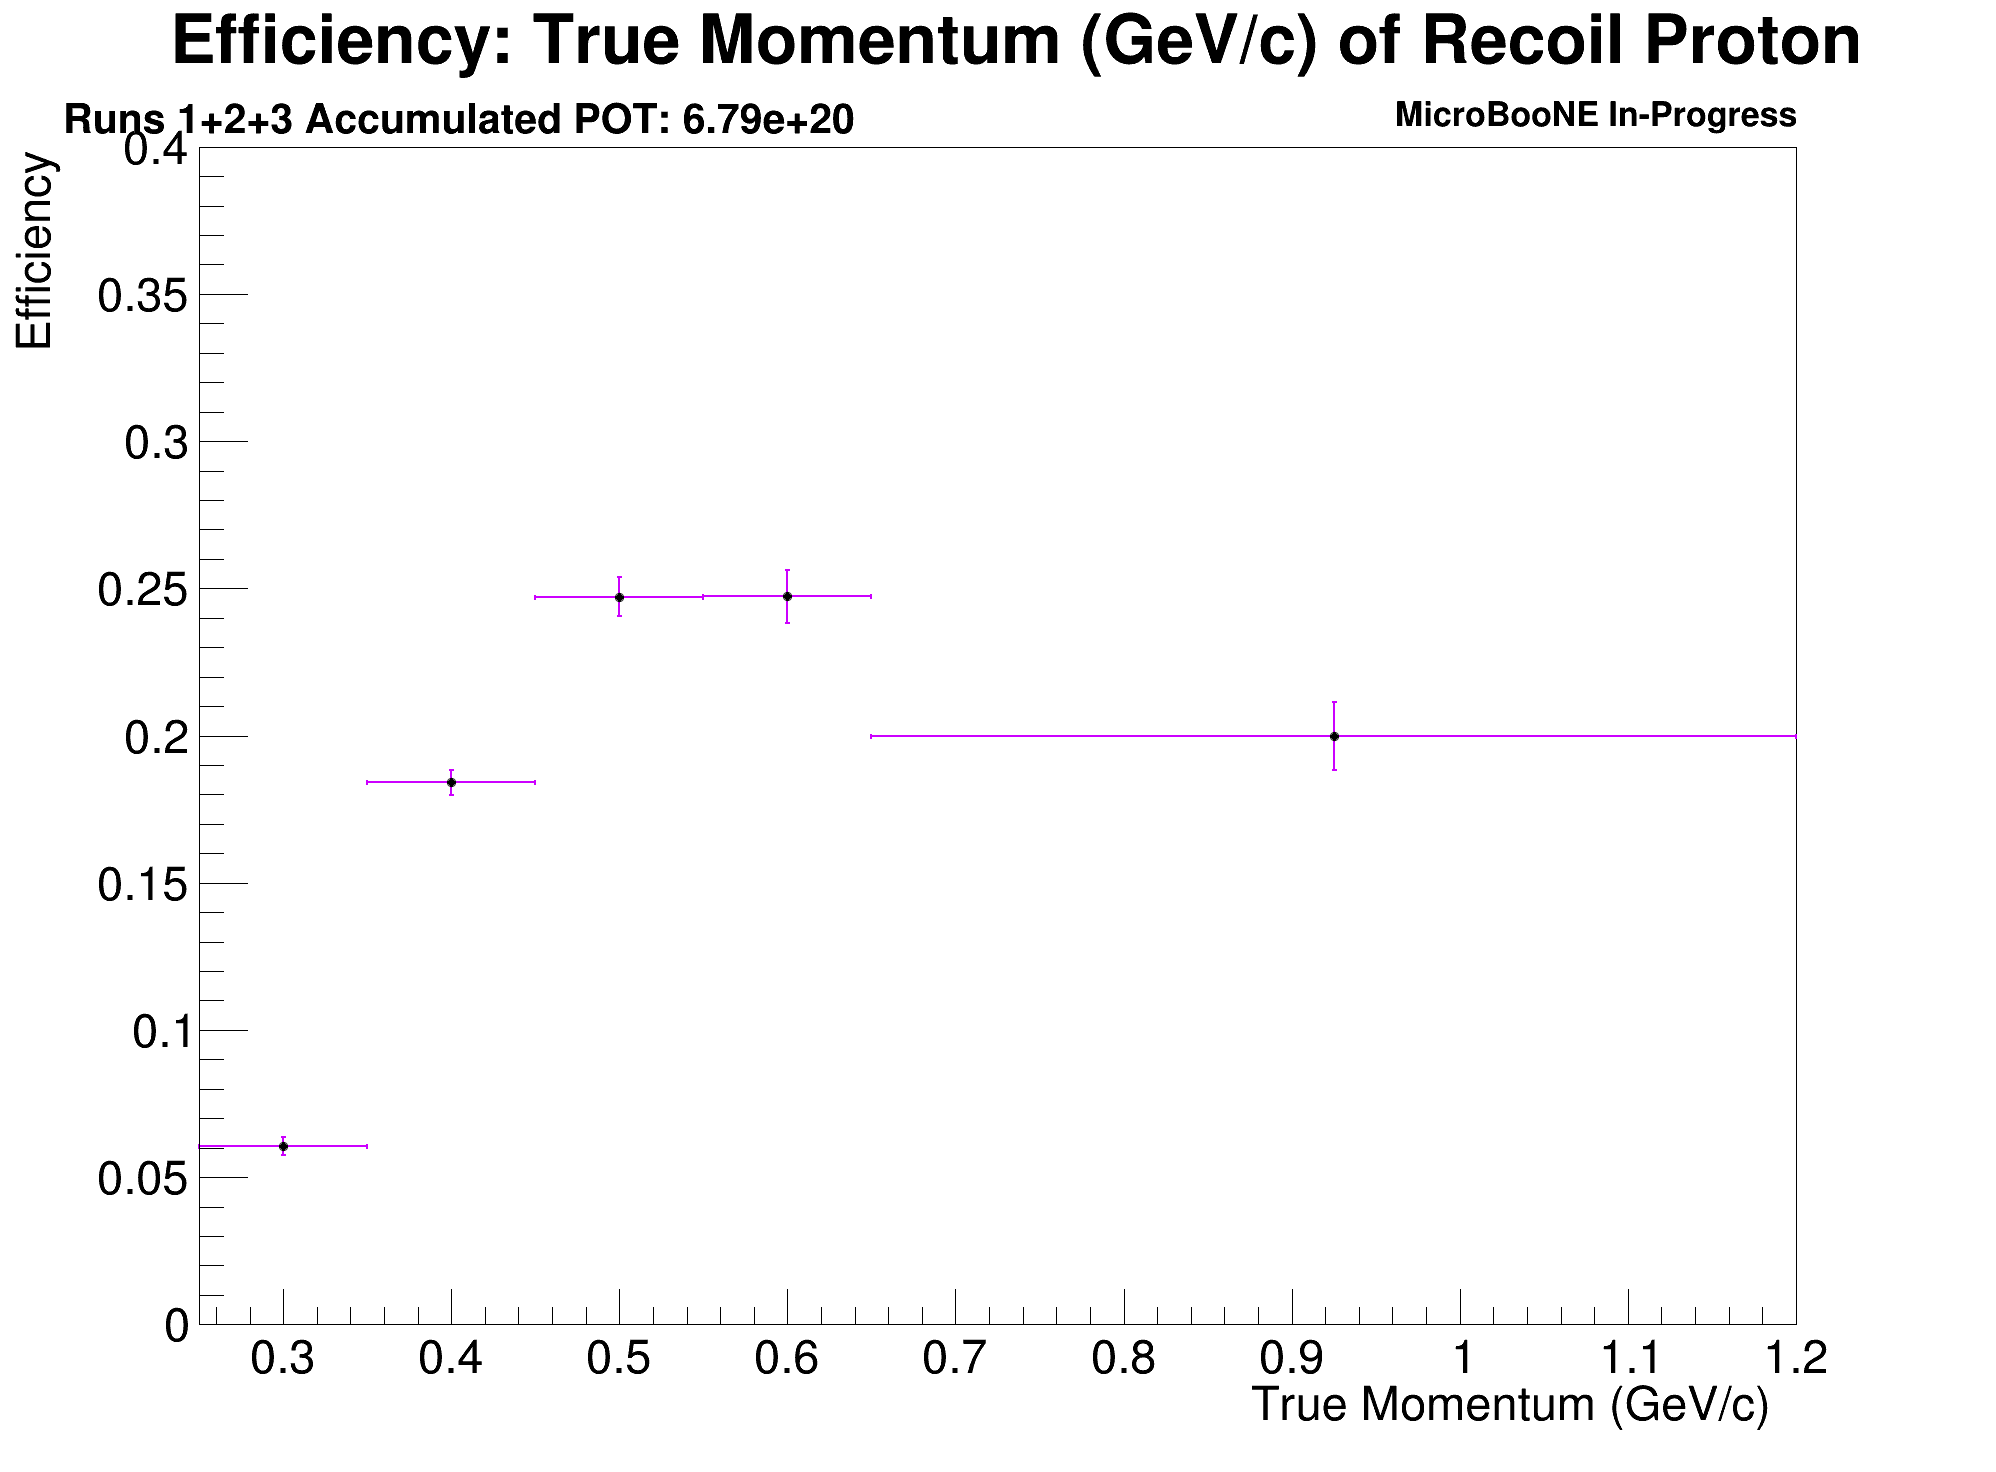 Efficiency: True Momentum (GeV/c) of Recoil Proton
Runs 1+2+3 Accumulated POT: 6.79e+20
MicroBooNE In-Progress
Efficiency
0.4
0.35
0.3
0.25
0.2
0.15
0.1
0.05
0
0.3 0.4 0.5 0.6 0.7 0.8 0.9 1 1.1 1.2
True Momentum (GeV/c)